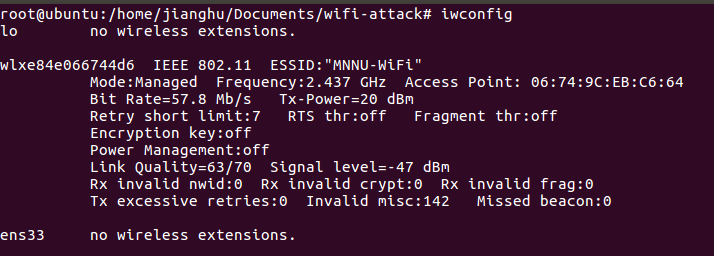 root@ubuntu:/home/jianghu/Documents/wifi-attack# iwconfig
lo        no wireless extensions.
wlxe84e066744d6  IEEE 802.11  ESSID:"MNNU-WiFi"
          Mode:Managed  Frequency:2.437 GHz  Access Point: 06:74:9C:EB:C6:64
          Bit Rate=57.8 Mb/s   Tx-Power=20 dBm
          Retry short limit:7   RTS thr:off   Fragment thr:off
          Encryption key:off
          Power Management:off
          Link Quality=63/70  Signal level=-47 dBm
          Rx invalid nwid:0  Rx invalid crypt:0  Rx invalid frag:0
          Tx excessive retries:0  Invalid misc:142   Missed beacon:0
ens33     no wireless extensions.